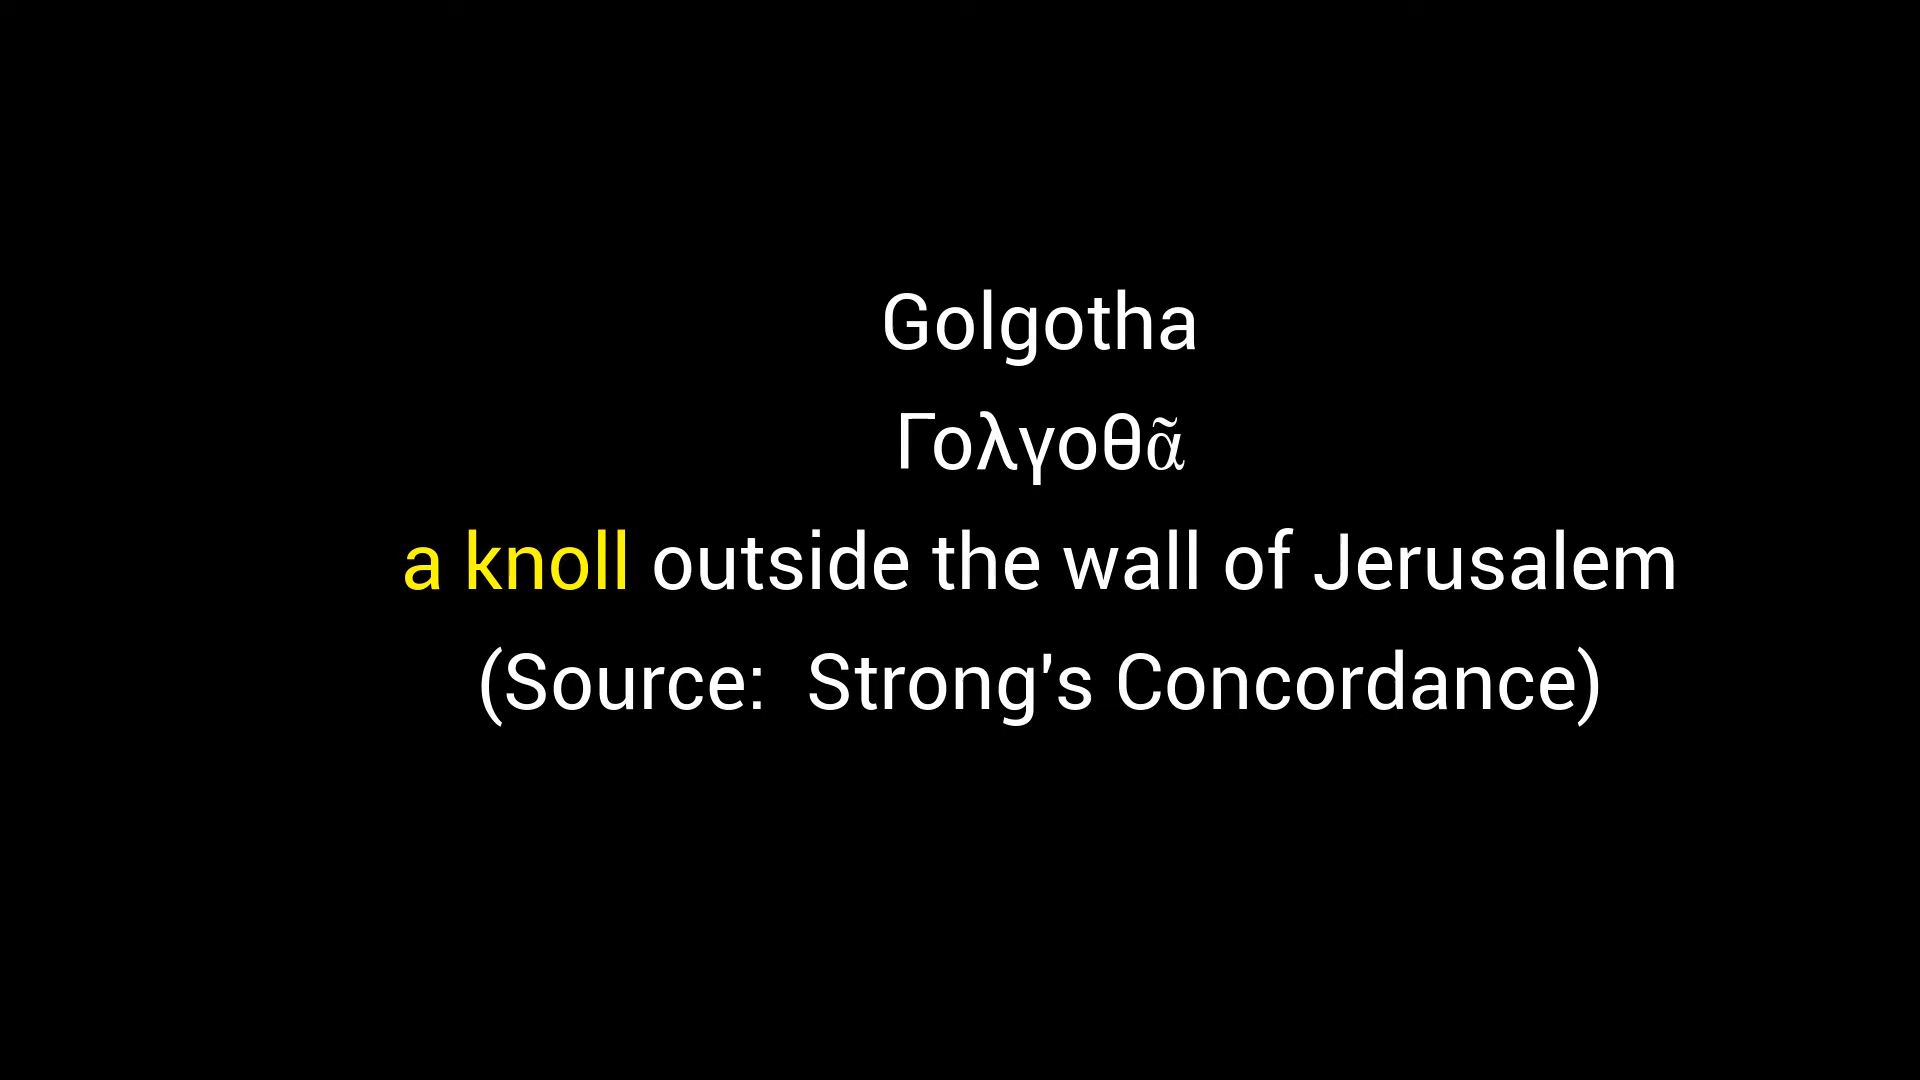 Golgotha
Γολγοθᾶ
a knoll outside the wall of Jerusalem
(Source:  Strong's Concordance)